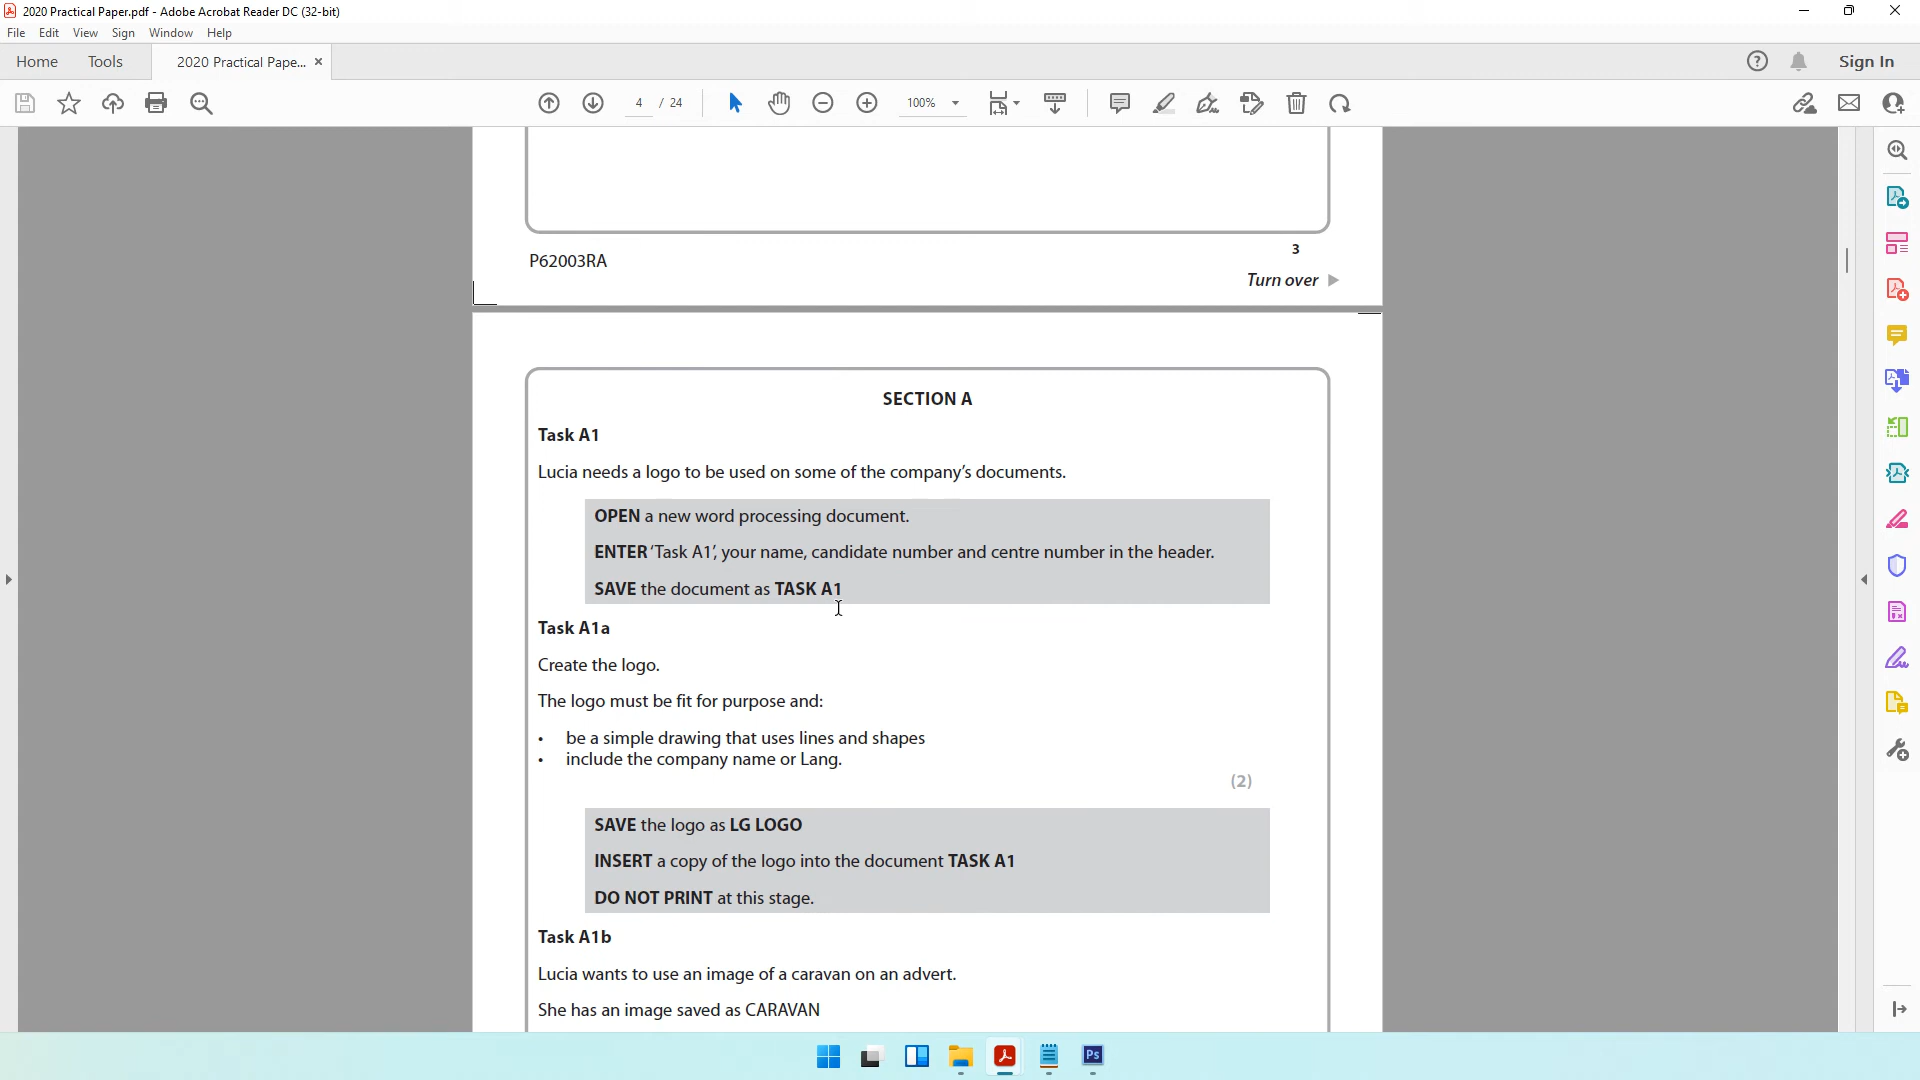 2020 Practical Paper.pdf - Adobe Acrobat Reader DC (32-bit)
File Edit View Sign Window Help
Home Tools 2020 Practical Pape... Sign In
4 / 24 100%
P62003RA
3
Turn over
SECTION A
Task A1
Lucia needs a logo to be used on some of the company’s documents.
OPEN a new word processing document.
ENTER ‘Task A1’, your name, candidate number and centre number in the header.
SAVE the document as TASK A1
Task A1a
Create the logo.
The logo must be fit for purpose and:
• be a simple drawing that uses lines and shapes
• include the company name or Lang.
(2)
SAVE the logo as LG LOGO
INSERT a copy of the logo into the document TASK A1
DO NOT PRINT at this stage.
Task A1b
Lucia wants to use an image of a caravan on an advert.
She has an image saved as CARAVAN
Ps